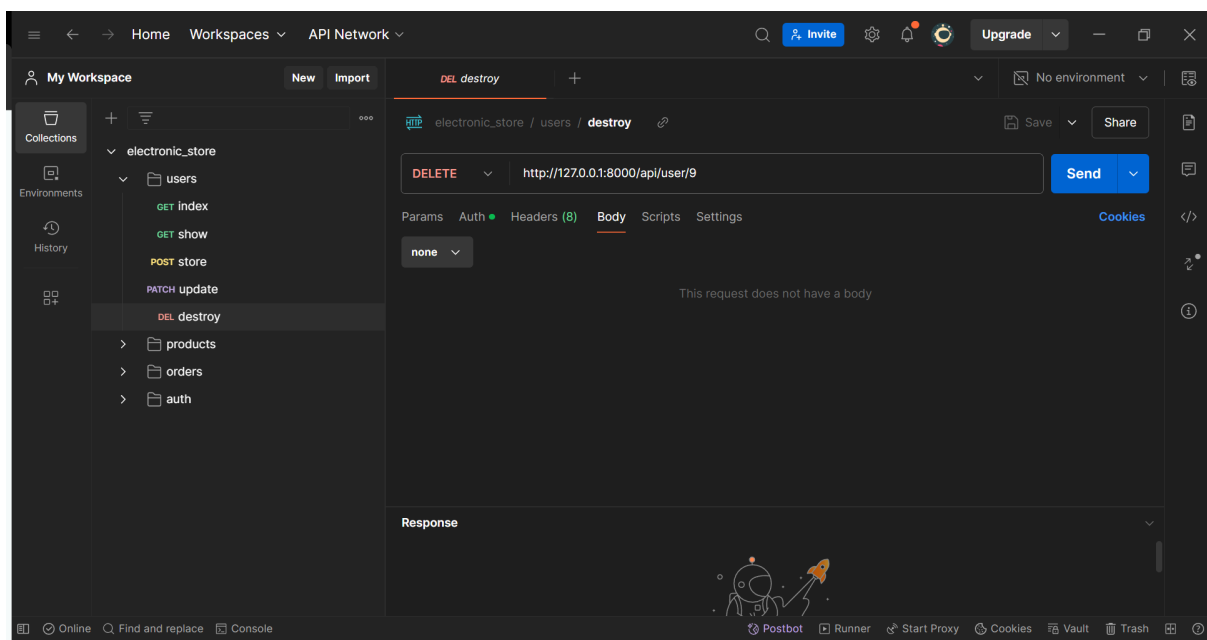 Home Workspaces API Network Invite Upgrade
My Workspace New Import DEL destroy No environment
Collections
Environments
History
electronic_store
users
GET index
GET show
POST store
PATCH update
DEL destroy
products
orders
auth
HTTP electronic_store / users / destroy Save Share
DELETE http://127.0.0.1:8000/api/user/9 Send
Params Auth Headers (8) Body Scripts Settings Cookies
none
This request does not have a body
Response
Online Find and replace Console Postbot Runner Start Proxy Cookies Vault Trash